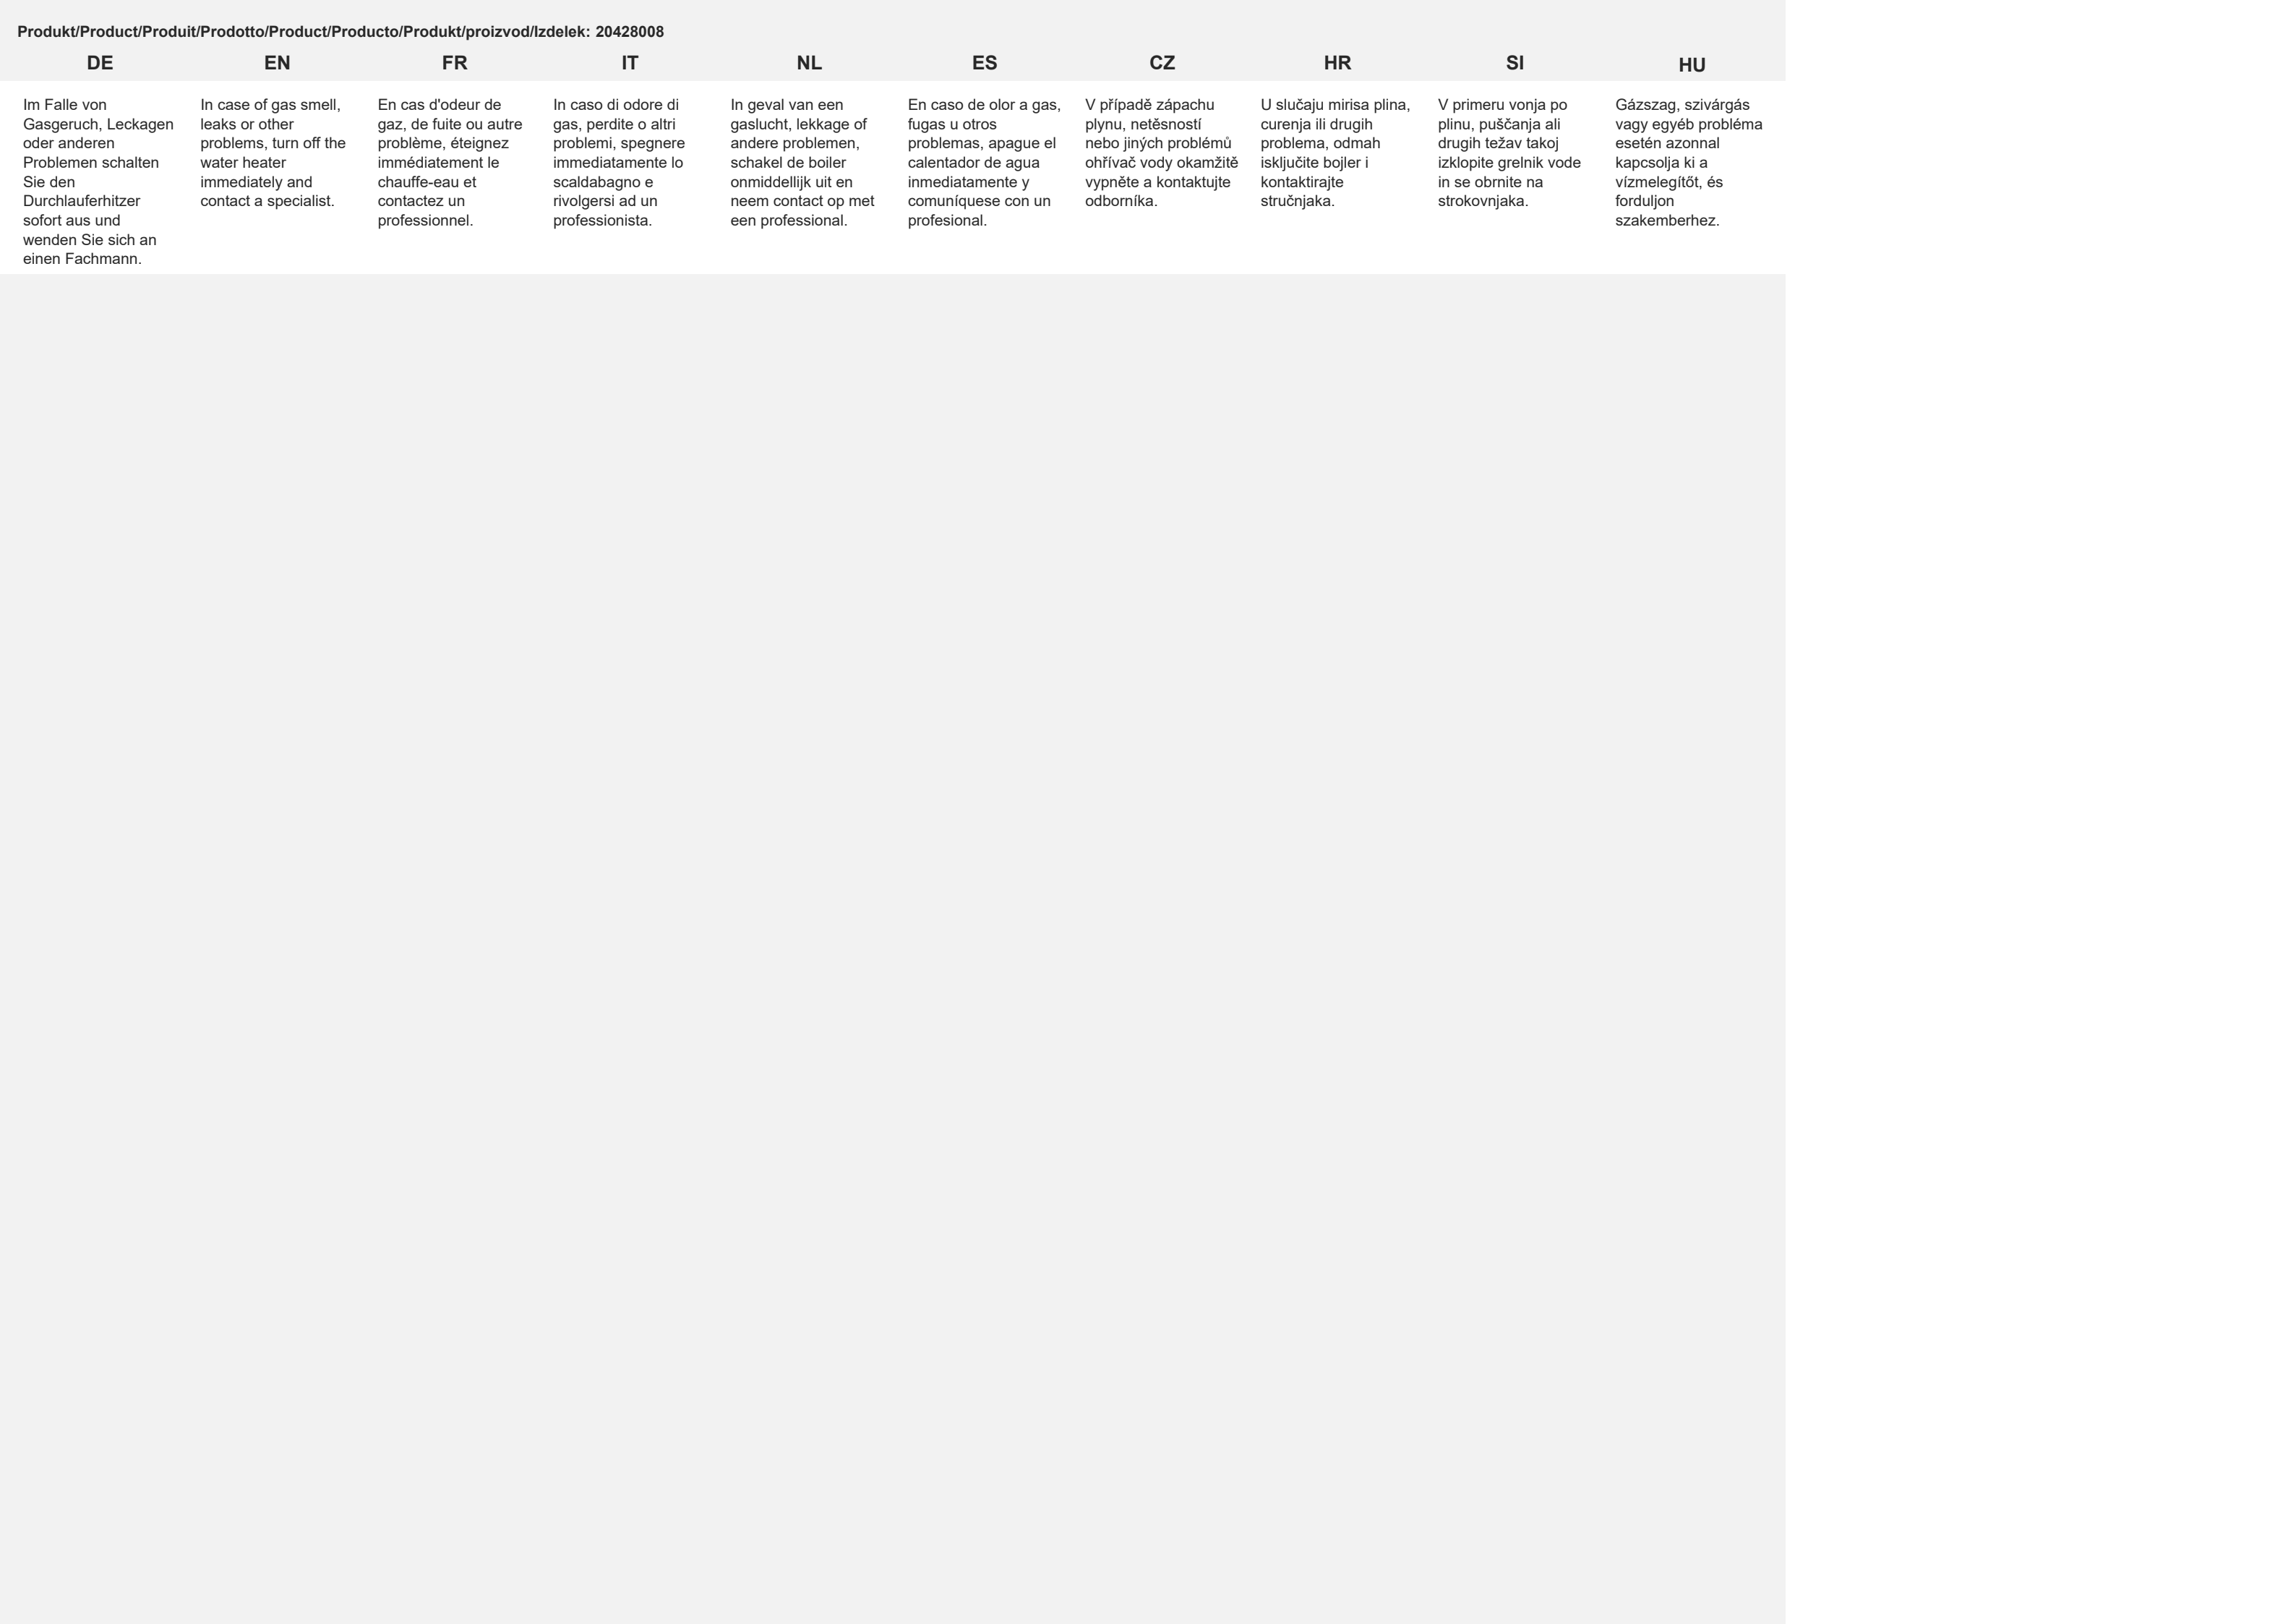 Produkt/Product/Produit/Prodotto/Product/Producto/Produkt/proizvod/Izdelek: 20428008
DE
Im Falle von
Gasgeruch, Leckagen
oder anderen
Problemen schalten
Sie den
Durchlauferhitzer
sofort aus und
wenden Sie sich an
einen Fachmann.
EN
In case of gas smell,
leaks or other
problems, turn off the
water heater
immediately and
contact a specialist.
FR
En cas d'odeur de
gaz, de fuite ou autre
problème, éteignez
immédiatement le
chauffe-eau et
contactez un
professionnel.
IT
In caso di odore di
gas, perdite o altri
problemi, spegnere
immediatamente lo
scaldabagno e
rivolgersi ad un
professionista.
NL
In geval van een
gaslucht, lekkage of
andere problemen,
schakel de boiler
onmiddellijk uit en
neem contact op met
een professional.
ES
En caso de olor a gas,
fugas u otros
problemas, apague el
calentador de agua
inmediatamente y
comuníquese con un
profesional.
CZ
V případě zápachu
plynu, netěsností
nebo jiných problémů
ohřívač vody okamžitě
vypněte a kontaktujte
odborníka.
HR
U slučaju mirisa plina,
curenja ili drugih
problema, odmah
isključite bojler i
kontaktirajte
stručnjaka.
SI
V primeru vonja po
plinu, puščanja ali
drugih težav takoj
izklopite grelnik vode
in se obrnite na
strokovnjaka.
HU
Gázszag, szivárgás
vagy egyéb probléma
esetén azonnal
kapcsolja ki a
vízmelegítőt, és
forduljon
szakemberhez.